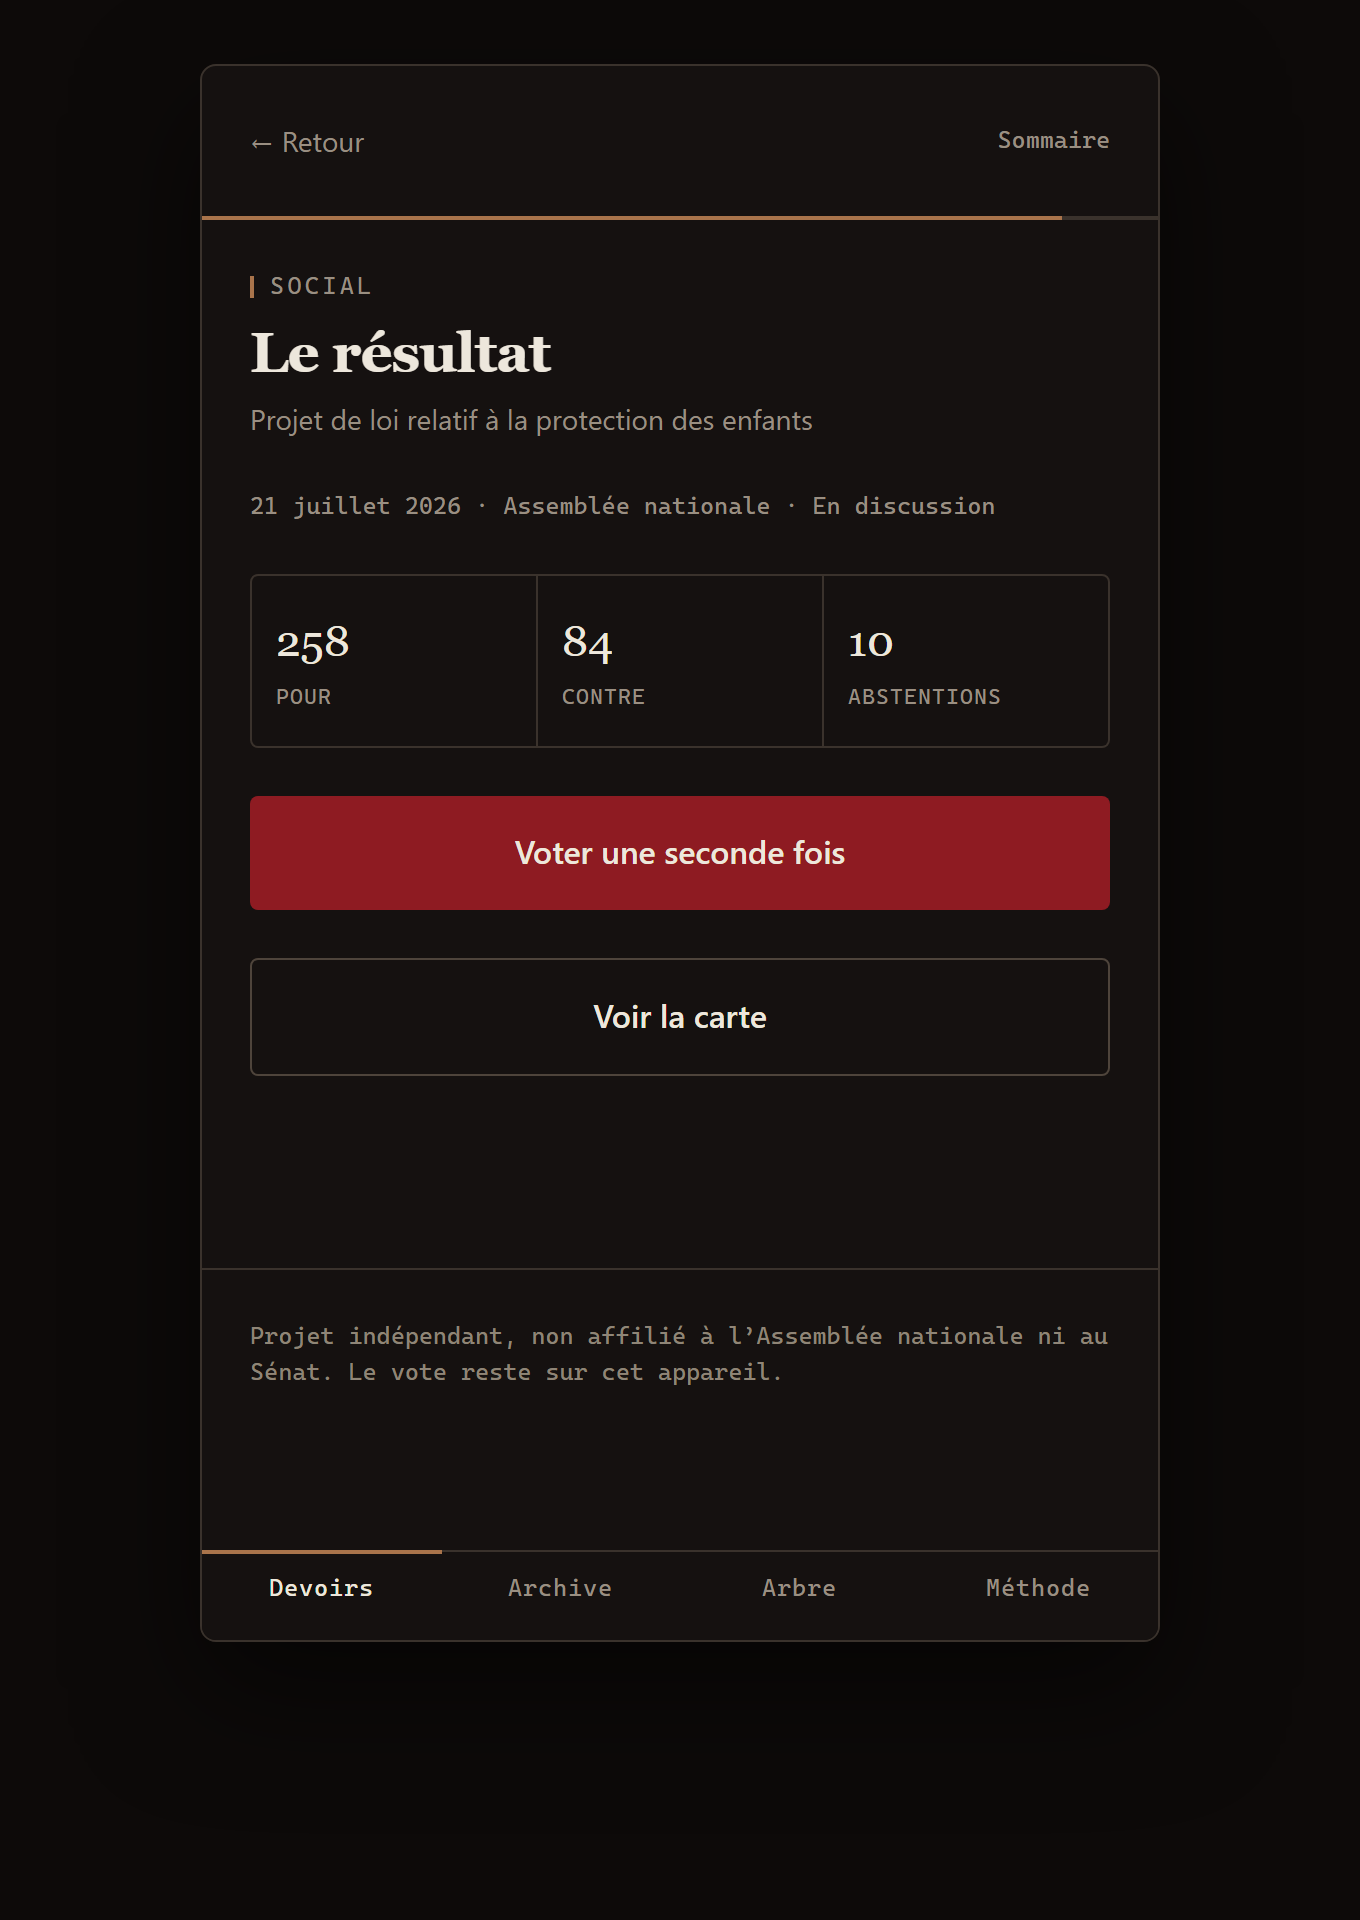 ← Retour
Sommaire
SOCIAL
Le résultat
Projet de loi relatif à la protection des enfants
21 juillet 2026 · Assemblée nationale · En discussion
258
POUR
84
CONTRE
10
ABSTENTIONS
Voter une seconde fois
Voir la carte
Projet indépendant, non affilié à l’Assemblée nationale ni au
Sénat. Le vote reste sur cet appareil.
Devoirs
Archive
Arbre
Méthode